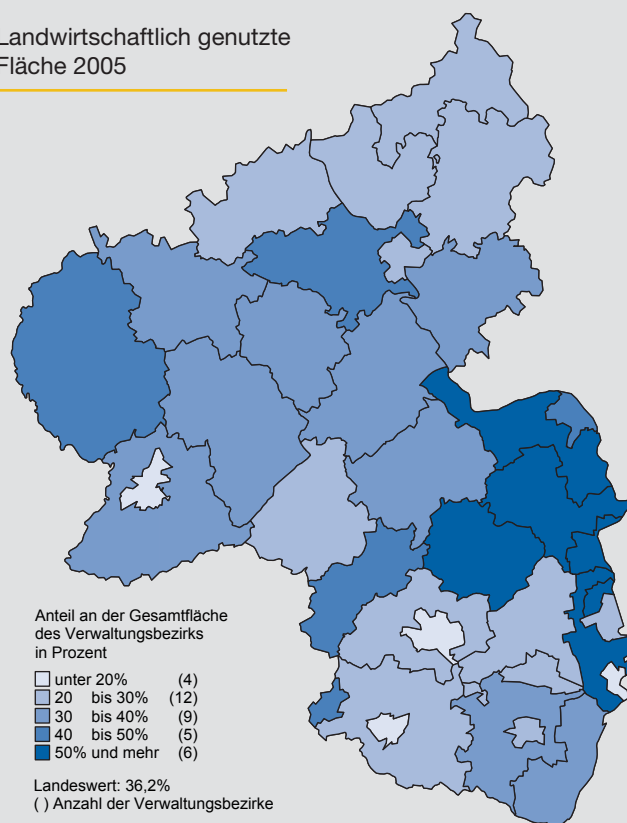 Landwirtschaftlich genutzte
Fläche 2005
Anteil an der Gesamtfläche
des Verwaltungsbezirks
in Prozent
unter 20% (4)
20 bis 30% (12)
30 bis 40% (9)
40 bis 50% (5)
50% und mehr (6)
Landeswert: 36,2%
( ) Anzahl der Verwaltungsbezirke